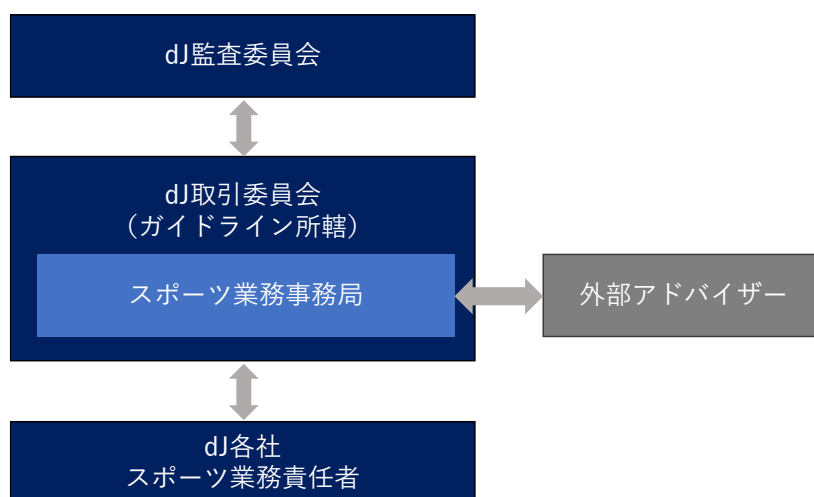 dJ監査委員会
dJ取引委員会
（ガイドライン所轄）
スポーツ業務事務局
外部アドバイザー
dJ各社
スポーツ業務責任者